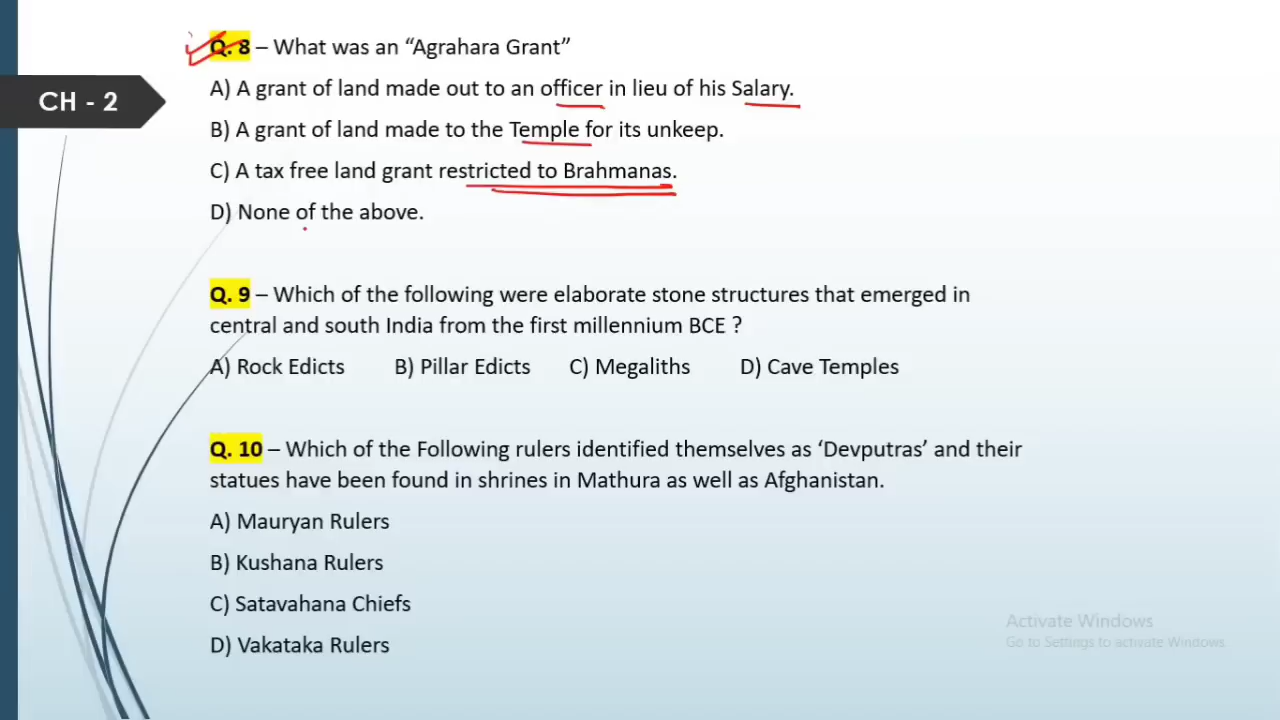 CH - 2
Q. 8 – What was an “Agrahara Grant”
A) A grant of land made out to an officer in lieu of his Salary.
B) A grant of land made to the Temple for its unkeep.
C) A tax free land grant restricted to Brahmanas.
D) None of the above.
Q. 9 – Which of the following were elaborate stone structures that emerged in
central and south India from the first millennium BCE ?
A) Rock Edicts B) Pillar Edicts C) Megaliths D) Cave Temples
Q. 10 – Which of the Following rulers identified themselves as ‘Devputras’ and their
statues have been found in shrines in Mathura as well as Afghanistan.
A) Mauryan Rulers
B) Kushana Rulers
C) Satavahana Chiefs
D) Vakataka Rulers
Activate Windows
Go to Settings to activate Windows.